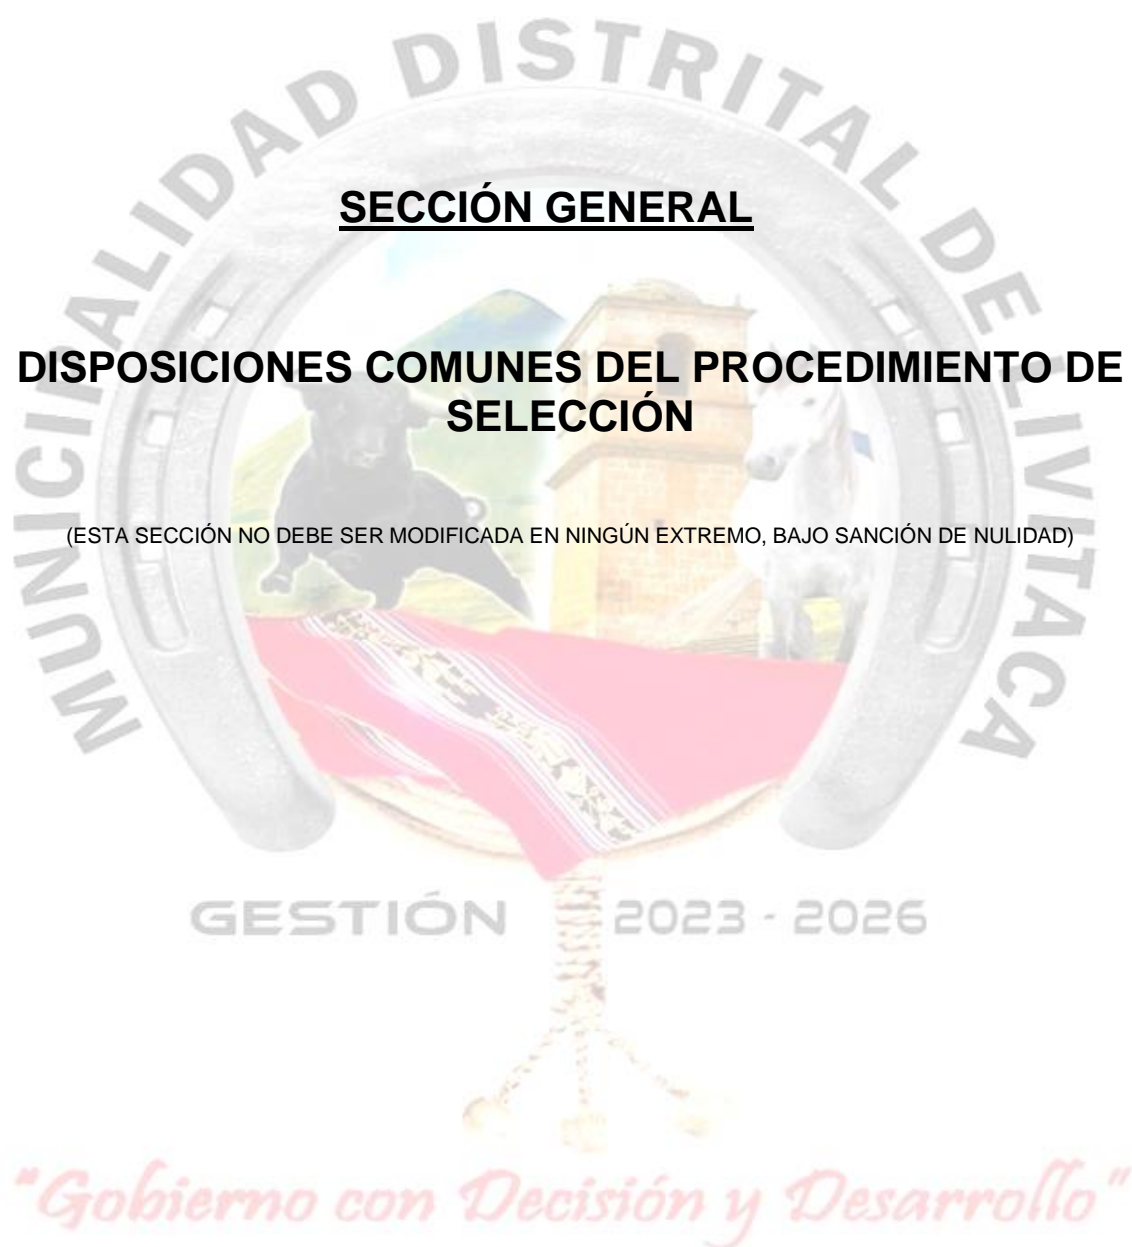 MUNICIPALIDAD DISTRITAL DE LIVITACA
SECCIÓN GENERAL
DISPOSICIONES COMUNES DEL PROCEDIMIENTO DE
SELECCIÓN
(ESTA SECCIÓN NO DEBE SER MODIFICADA EN NINGÚN EXTREMO, BAJO SANCIÓN DE NULIDAD)
GESTIÓN 2023 - 2026
"Gobierno con Decisión y Desarrollo"